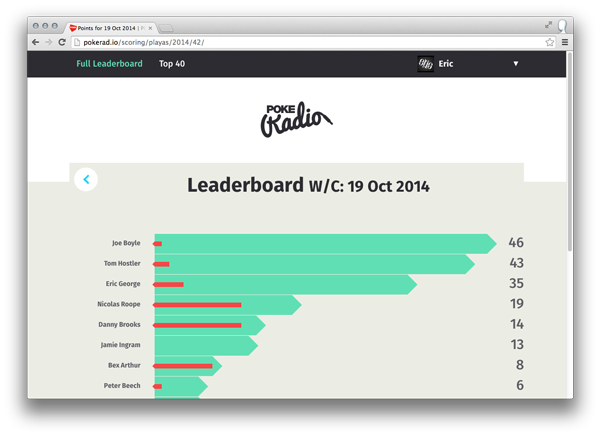 Points for 19 Oct 2014 | P
pokerad.io/scoring/playas/2014/42/
Full Leaderboard Top 40 Eric
POKE
Radio
Leaderboard W/C: 19 Oct 2014
Joe Boyle 46
Tom Hostler 43
Eric George 35
Nicolas Roope 19
Danny Brooks 14
Jamie Ingram 13
Bex Arthur 8
Peter Beech 6